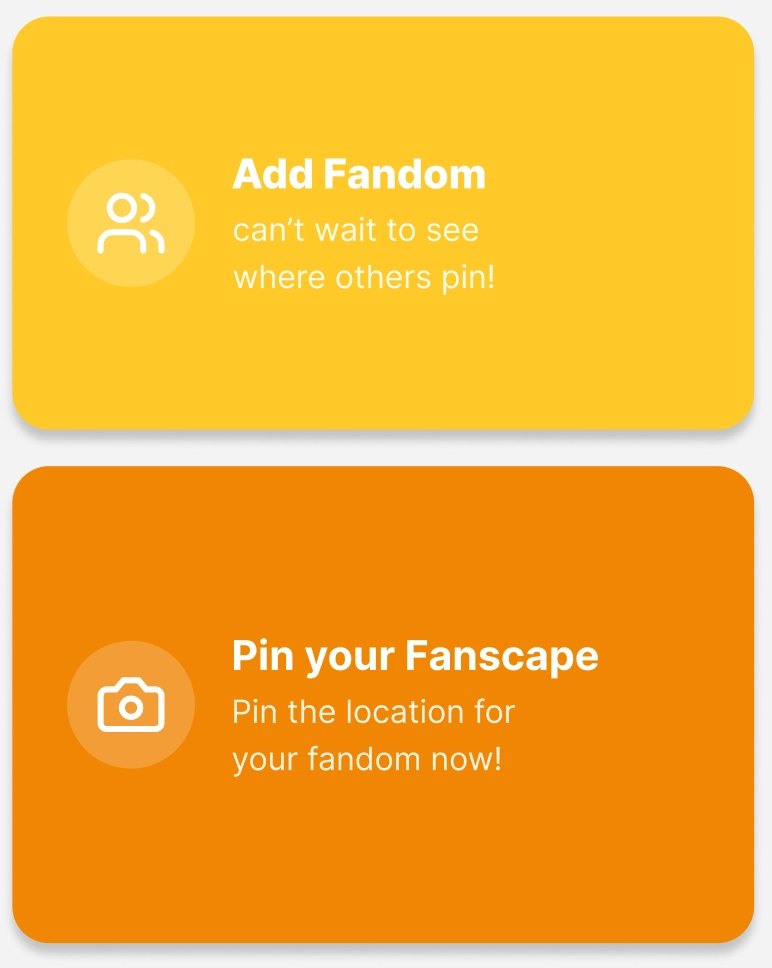 Add Fandom
can’t wait to see
where others pin!
Pin your Fanscape
Pin the location for
your fandom now!